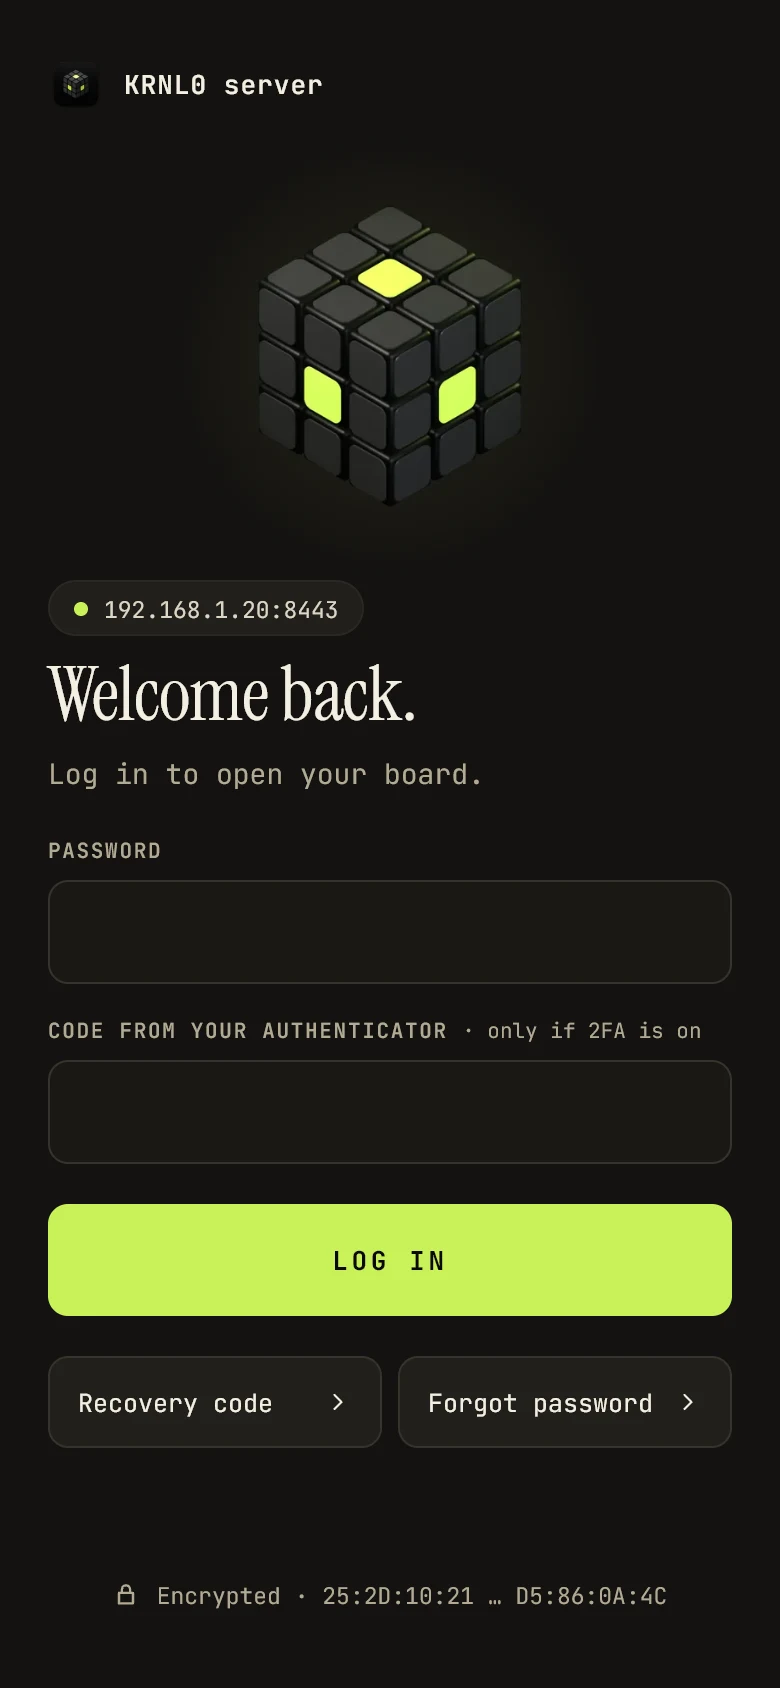 KRNL0 server
192.168.1.20:8443
Welcome back.
Log in to open your board.
PASSWORD
CODE FROM YOUR AUTHENTICATOR · only if 2FA is on
LOG IN
Recovery code
Forgot password
Encrypted · 25:2D:10:21 … D5:86:0A:4C